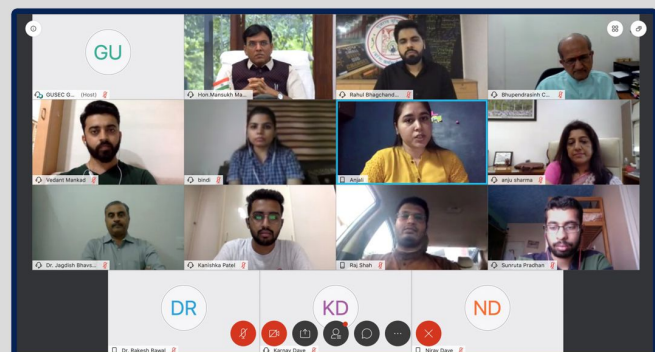 GU
GUSEC G... (Host)
Hon.Mansukh Ma...
Rahul Bhagchand...
Bhupendrasinh C...
Vedant Mankad
bindi
Anjali
anju sharma
Dr. Jagdish Bhavs...
Kanishka Patel
Raj Shah
Sunruta Pradhan
DR
KD
ND
Dr. Rakesh Rawal
Karnav Dave
Nirav Dave